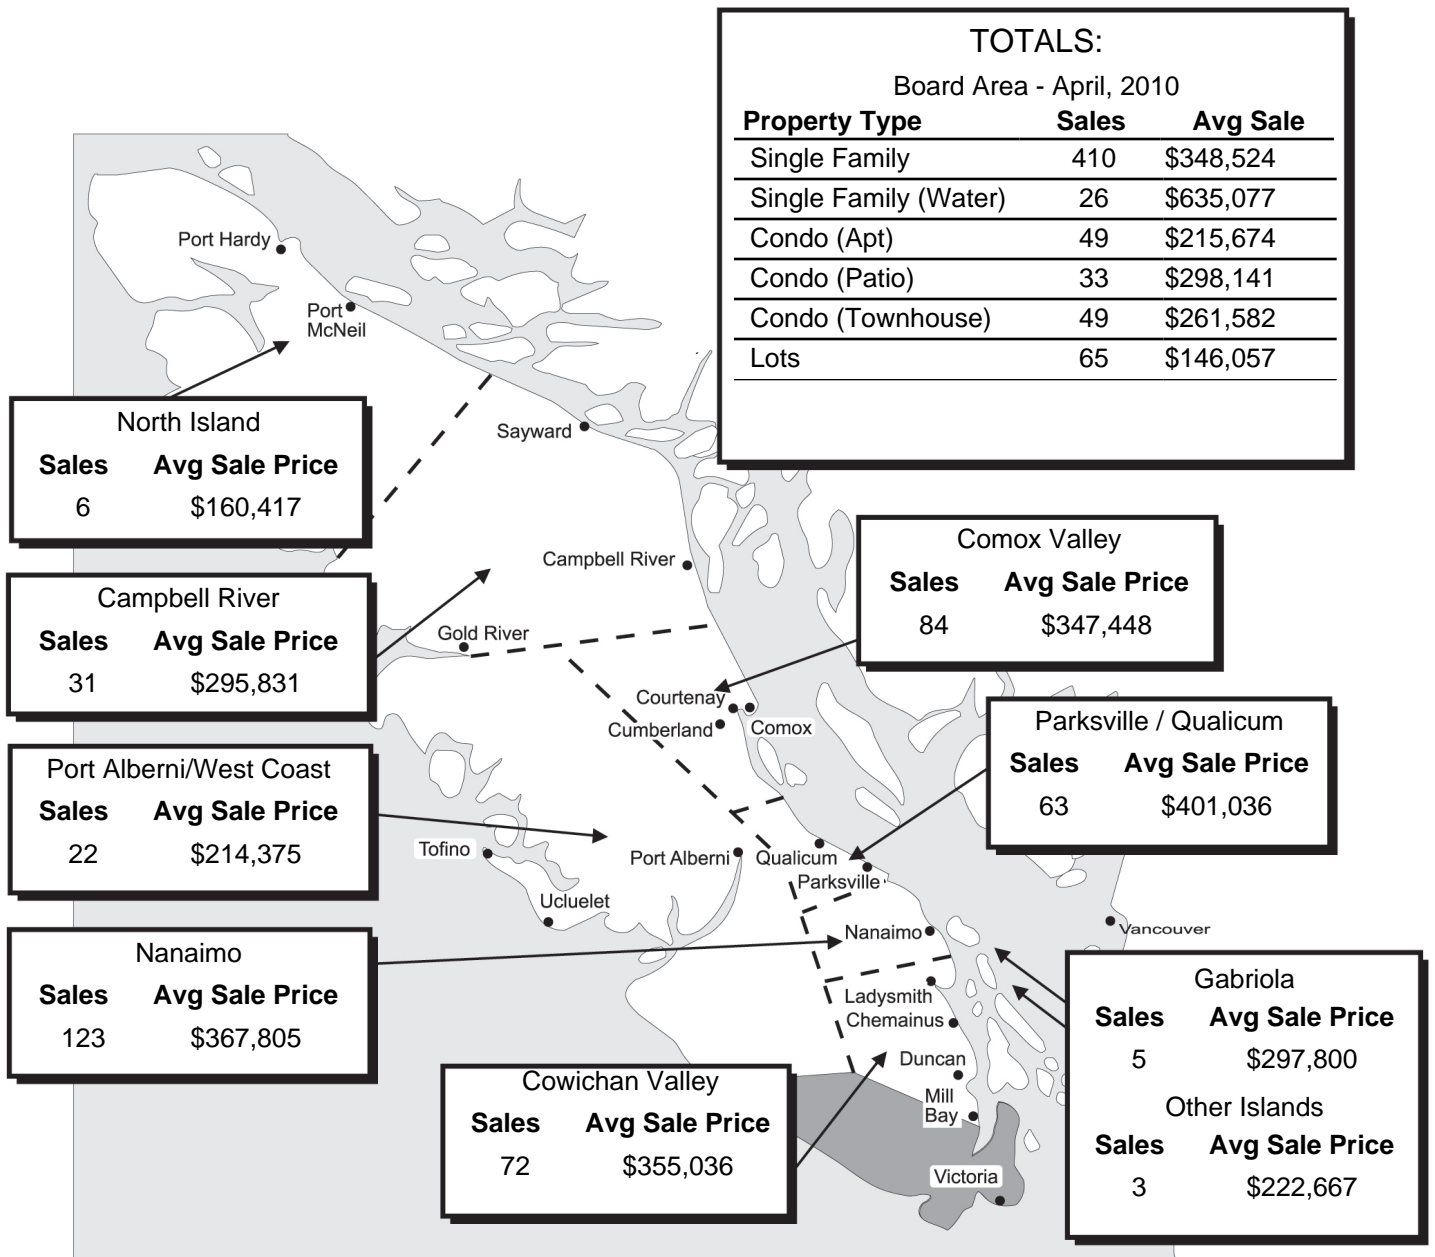 TOTALS:
Board Area - April, 2010
Property Type Sales Avg Sale
Single Family 410 $348,524
Single Family (Water) 26 $635,077
Condo (Apt) 49 $215,674
Condo (Patio) 33 $298,141
Condo (Townhouse) 49 $261,582
Lots 65 $146,057
Port Hardy
Port
McNeil
North Island
Sales Avg Sale Price
6 $160,417
Sayward
Campbell River
Comox Valley
Sales Avg Sale Price
84 $347,448
Campbell River
Sales Avg Sale Price
31 $295,831
Gold River
Courtenay
Cumberland
Comox
Parksville / Qualicum
Sales Avg Sale Price
63 $401,036
Port Alberni/West Coast
Sales Avg Sale Price
22 $214,375
Tofino
Port Alberni
Qualicum
Parksville
Ucluelet
Nanaimo
Vancouver
Nanaimo
Sales Avg Sale Price
123 $367,805
Ladysmith
Chemainus
Duncan
Mill
Bay
Gabriola
Sales Avg Sale Price
5 $297,800
Other Islands
Sales Avg Sale Price
3 $222,667
Cowichan Valley
Sales Avg Sale Price
72 $355,036
Victoria